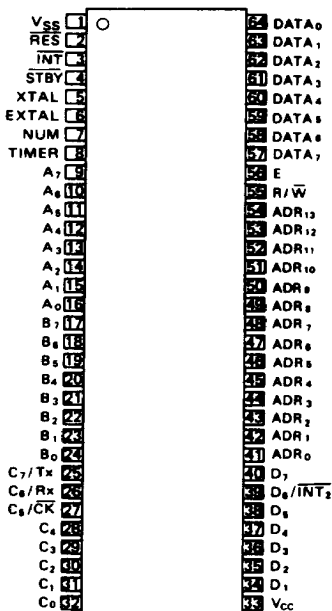 VSS 1 64 DATA0
RES 2 63 DATA1
INT 3 62 DATA2
STBY 4 61 DATA3
XTAL 5 60 DATA4
EXTAL 6 59 DATA5
NUM 7 58 DATA6
TIMER 8 57 DATA7
A7 9 56 E
A6 10 55 R/W
A5 11 54 ADR13
A4 12 53 ADR12
A3 13 52 ADR11
A2 14 51 ADR10
A1 15 50 ADR9
A0 16 49 ADR8
B7 17 48 ADR7
B6 18 47 ADR6
B5 19 46 ADR5
B4 20 45 ADR4
B3 21 44 ADR3
B2 22 43 ADR2
B1 23 42 ADR1
B0 24 41 ADR0
C7/Tx 25 40 D7
C6/Rx 26 39 D6/INT2
C5/CK 27 38 D5
C4 28 37 D4
C3 29 36 D3
C2 30 35 D2
C1 31 34 D1
C0 32 33 VCC